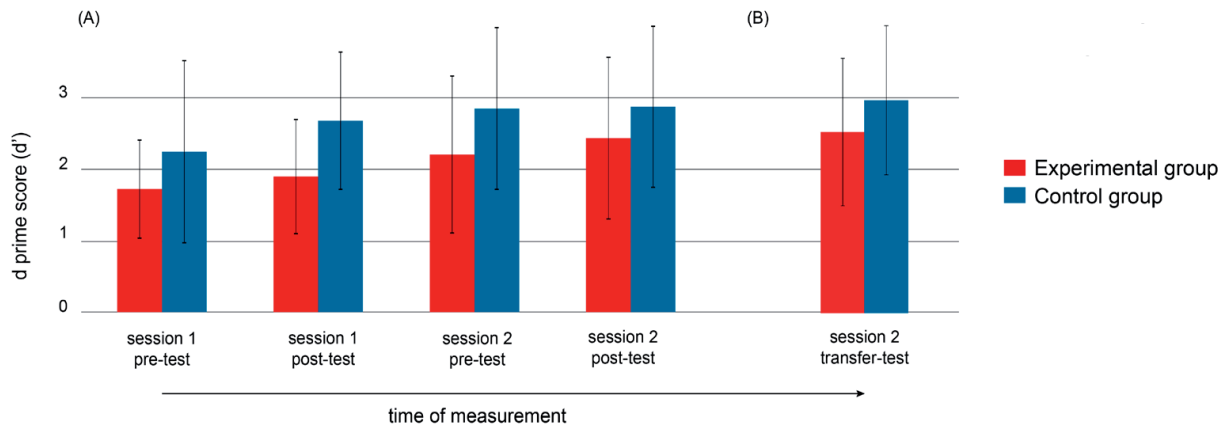 (A)
(B)
d prime score (d')
3
2
1
0
session 1
pre-test
session 1
post-test
session 2
pre-test
session 2
post-test
session 2
transfer-test
time of measurement
Experimental group
Control group